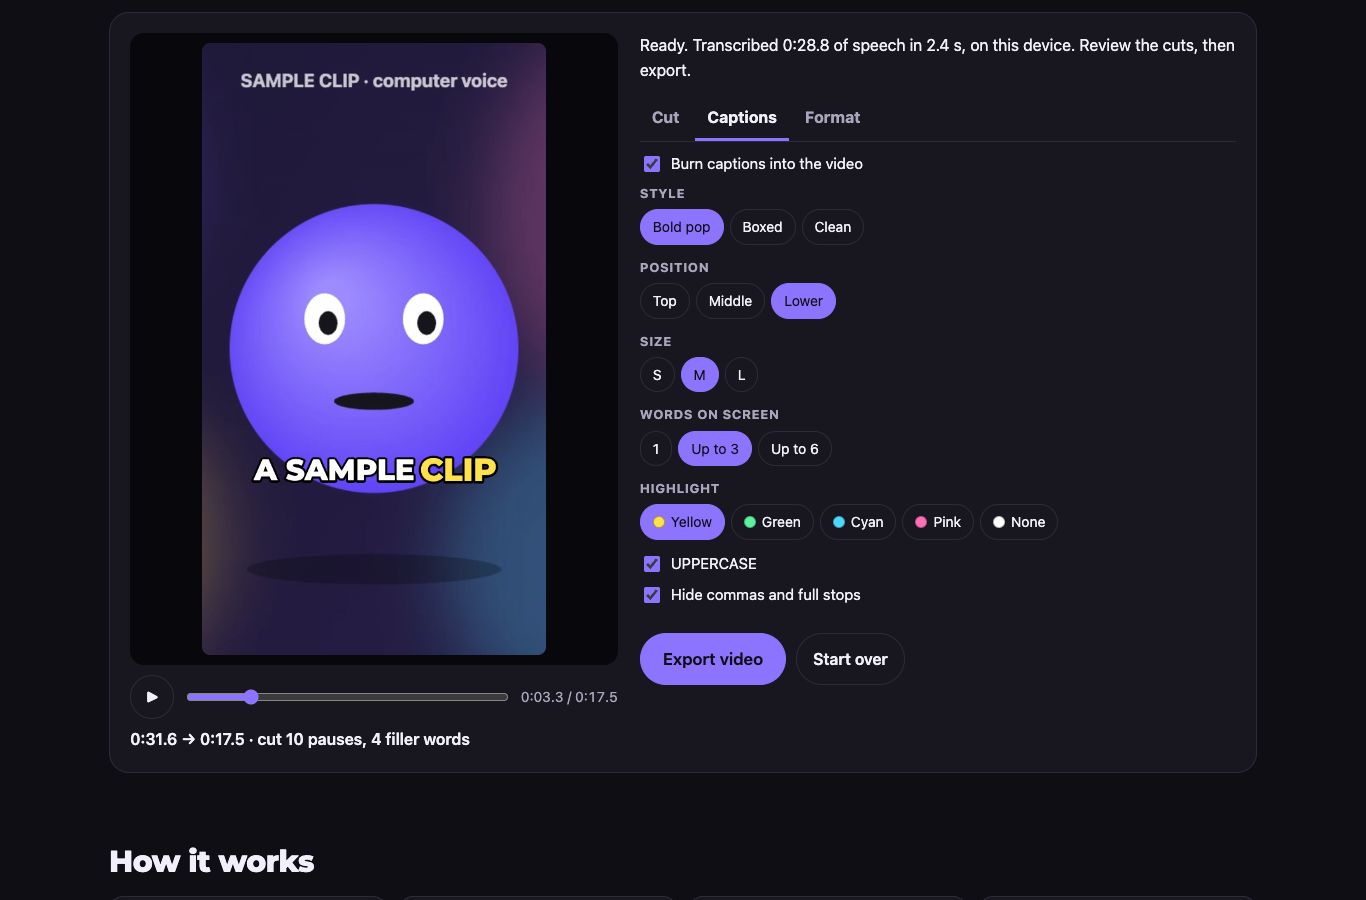 SAMPLE CLIP · computer voice
A SAMPLE CLIP
0:03.3 / 0:17.5
0:31.6 → 0:17.5 · cut 10 pauses, 4 filler words
Ready. Transcribed 0:28.8 of speech in 2.4 s, on this device. Review the cuts, then
export.
Cut Captions Format
Burn captions into the video
STYLE
Bold pop Boxed Clean
POSITION
Top Middle Lower
SIZE
S M L
WORDS ON SCREEN
1 Up to 3 Up to 6
HIGHLIGHT
Yellow Green Cyan Pink None
UPPERCASE
Hide commas and full stops
Export video Start over
How it works